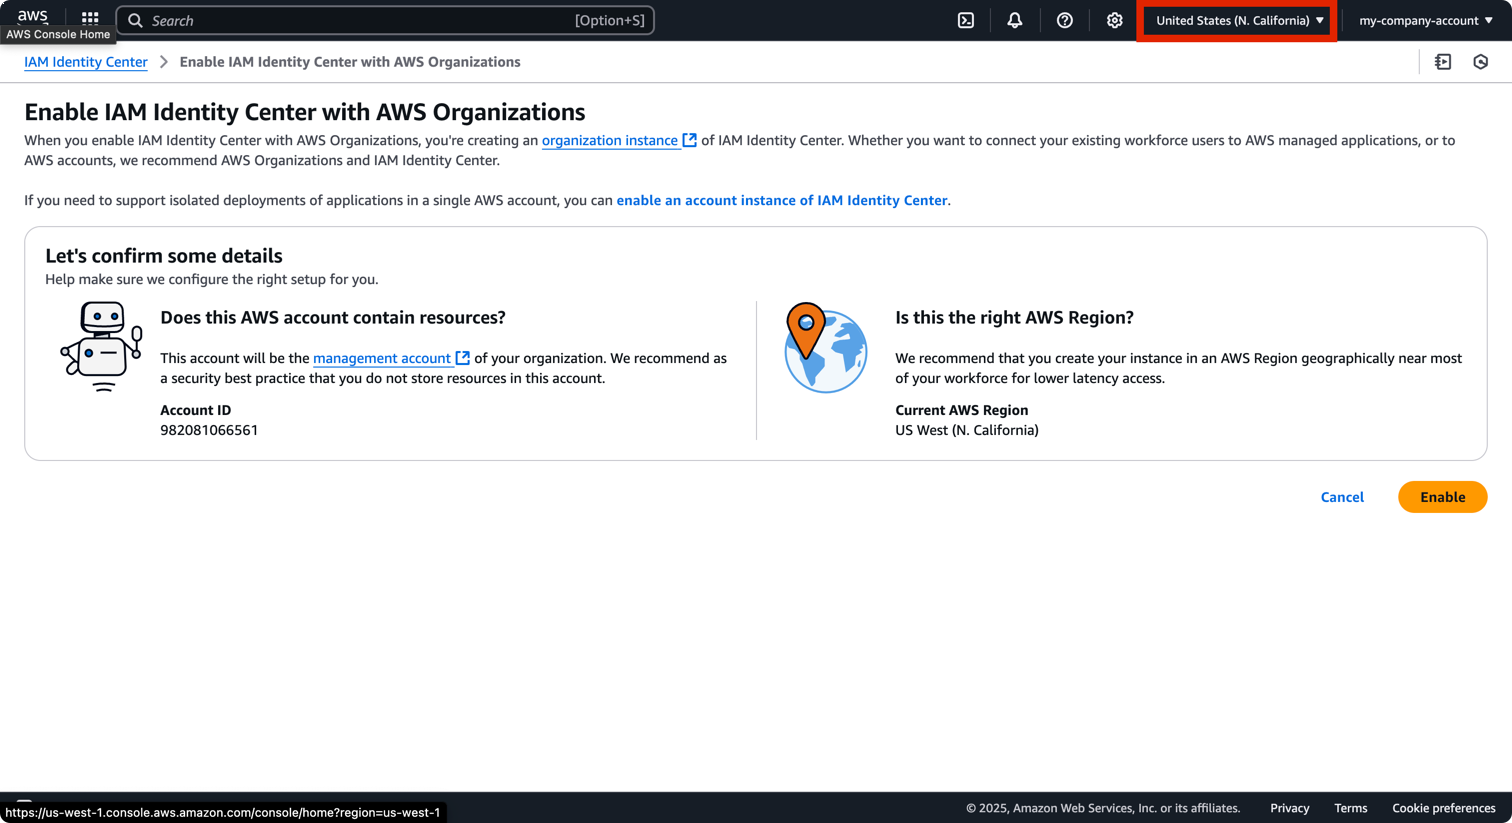 aws
Search
[Option+S]
United States (N. California)
my-company-account
AWS Console Home
IAM Identity Center
Enable IAM Identity Center with AWS Organizations
Enable IAM Identity Center with AWS Organizations
When you enable IAM Identity Center with AWS Organizations, you're creating an organization instance of IAM Identity Center. Whether you want to connect your existing workforce users to AWS managed applications, or to
AWS accounts, we recommend AWS Organizations and IAM Identity Center.
If you need to support isolated deployments of applications in a single AWS account, you can enable an account instance of IAM Identity Center.
Let's confirm some details
Help make sure we configure the right setup for you.
Does this AWS account contain resources?
This account will be the management account of your organization. We recommend as
a security best practice that you do not store resources in this account.
Account ID
982081066561
Is this the right AWS Region?
We recommend that you create your instance in an AWS Region geographically near most
of your workforce for lower latency access.
Current AWS Region
US West (N. California)
Cancel
Enable
https://us-west-1.console.aws.amazon.com/console/home?region=us-west-1
© 2025, Amazon Web Services, Inc. or its affiliates.
Privacy
Terms
Cookie preferences